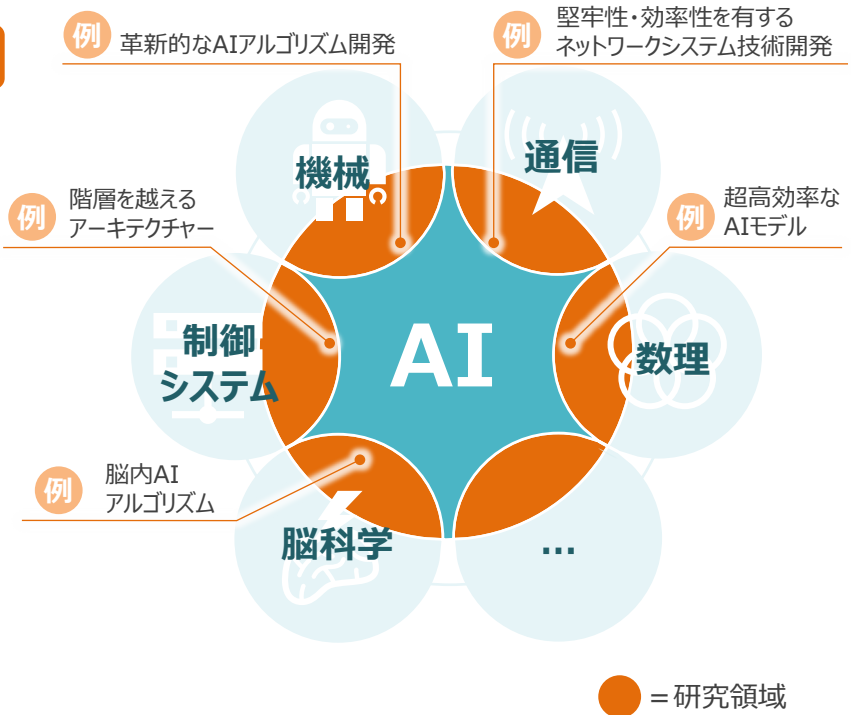 例
革新的なAIアルゴリズム開発
例
堅牢性・効率性を有する
ネットワークシステム技術開発
機械
通信
例
階層を越える
アーキテクチャー
例
超高効率な
AIモデル
制御
システム
AI
数理
例
脳内AI
アルゴリズム
脳科学
...
=研究領域